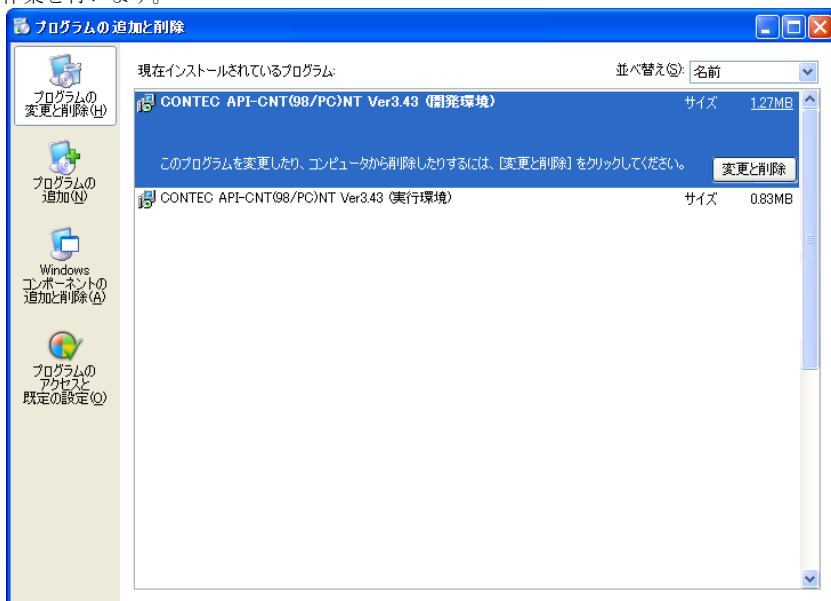 作業を行います。
プログラムの追加と削除
現在インストールされているプログラム:
並べ替え(S):
名前
プログラムの
変更と削除(H)
プログラムの
追加(N)
Windows
コンポーネントの
追加と削除(A)
プログラムの
アクセスと
既定の設定(O)
CONTEC API-CNT(98/PC)NT Ver3.43 (開発環境)
サイズ
1.27MB
このプログラムを変更したり、コンピュータから削除したりするには、[変更と削除] をクリックしてください。
変更と削除
CONTEC API-CNT(98/PC)NT Ver3.43 (実行環境)
サイズ
0.83MB